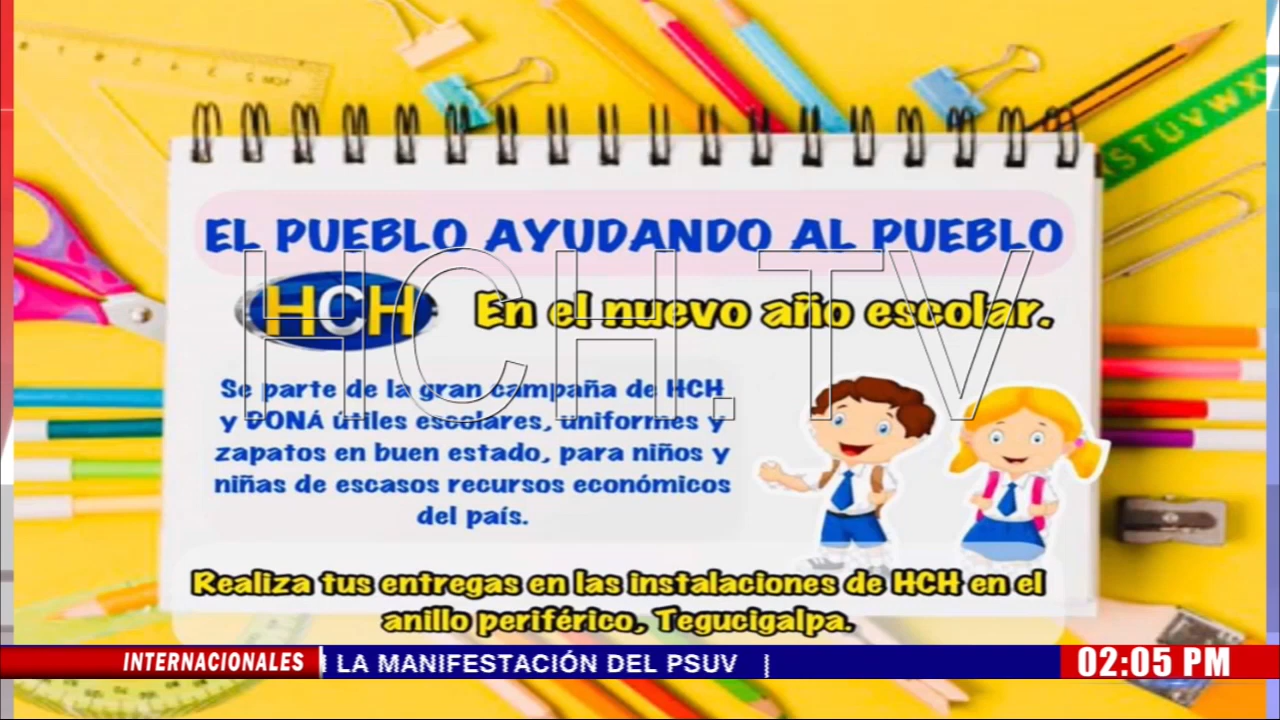 EL PUEBLO AYUDANDO AL PUEBLO
HCH
En el nuevo año escolar.
HCH.TV
Se parte de la gran campaña de HCH
y DONÁ útiles escolares, uniformes y
zapatos en buen estado, para niños y
niñas de escasos recursos económicos
del país.
Realiza tus entregas en las instalaciones de HCH en el
anillo periférico, Tegucigalpa.
INTERNACIONALES
LA MANIFESTACIÓN DEL PSUV
02:05 PM
STUVWX